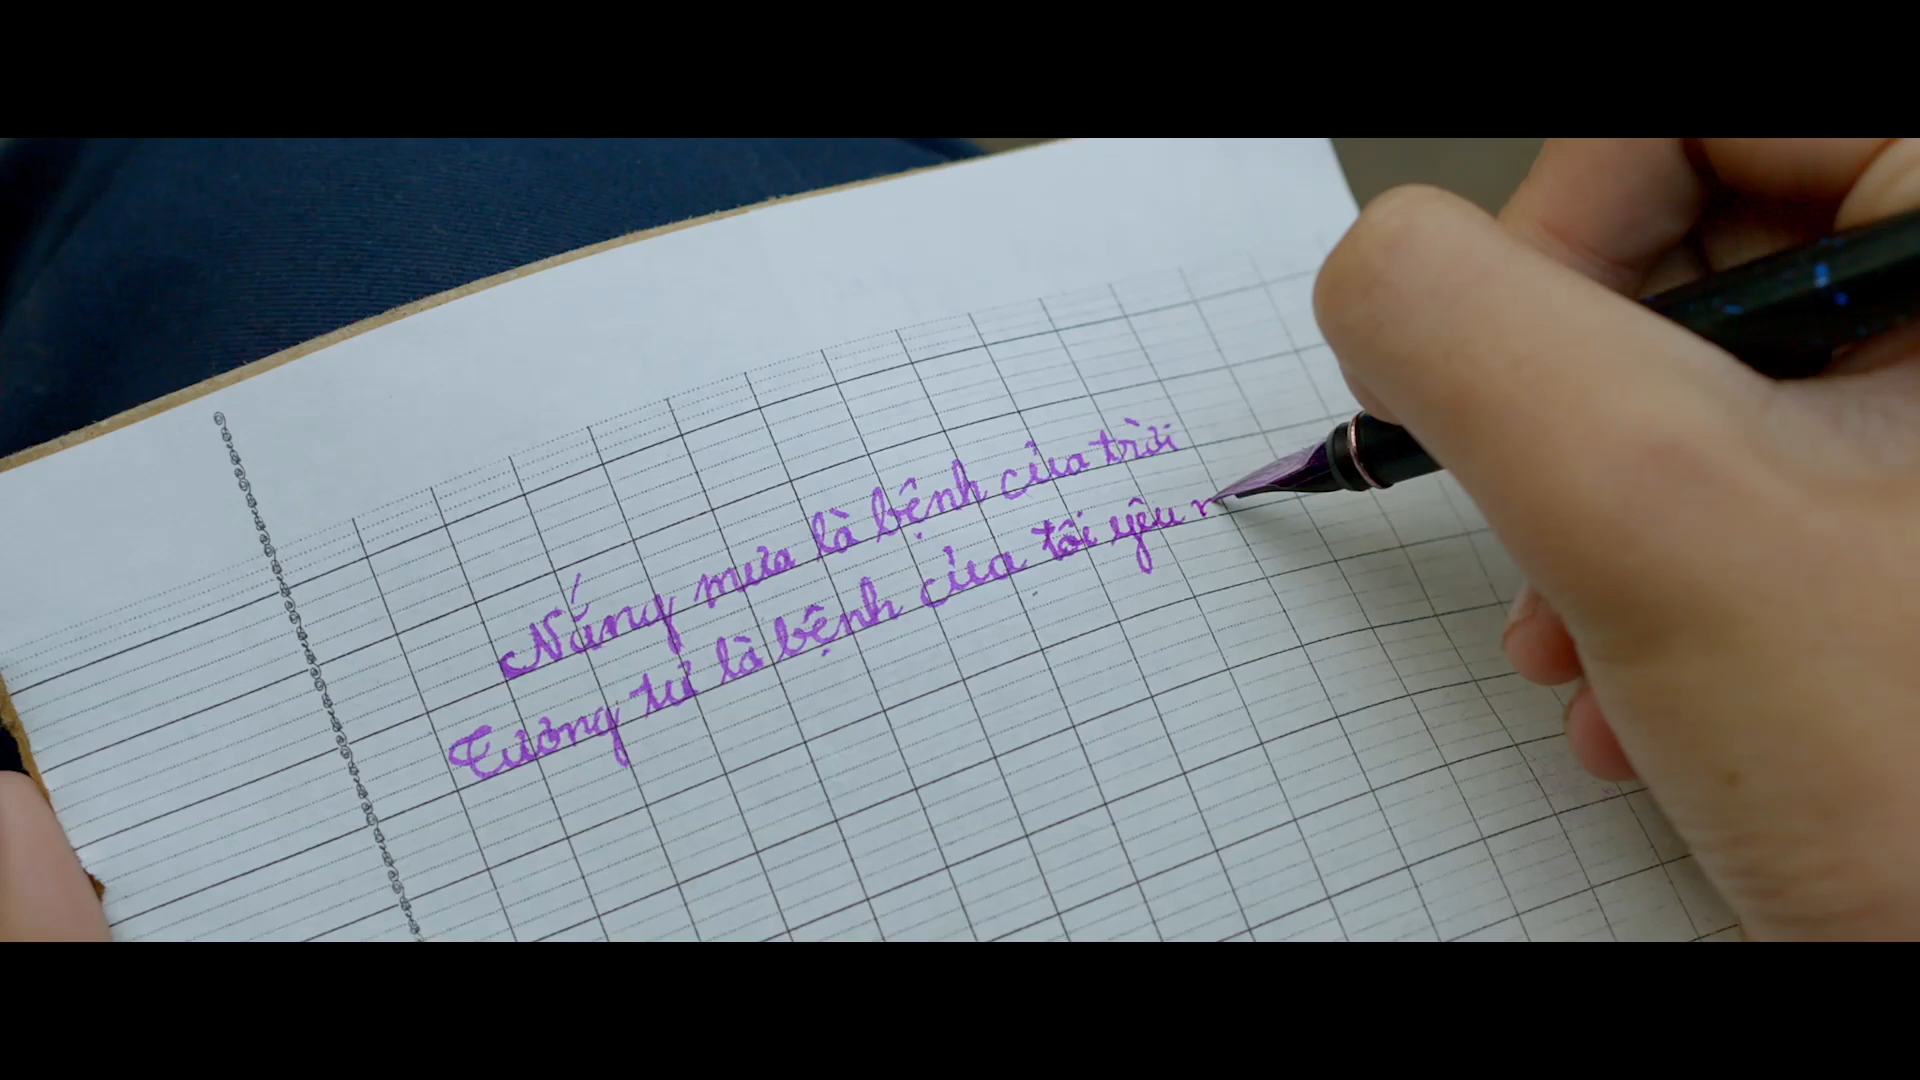 Nắng mưa là bệnh của trời
Tương tư là bệnh của tôi yêu